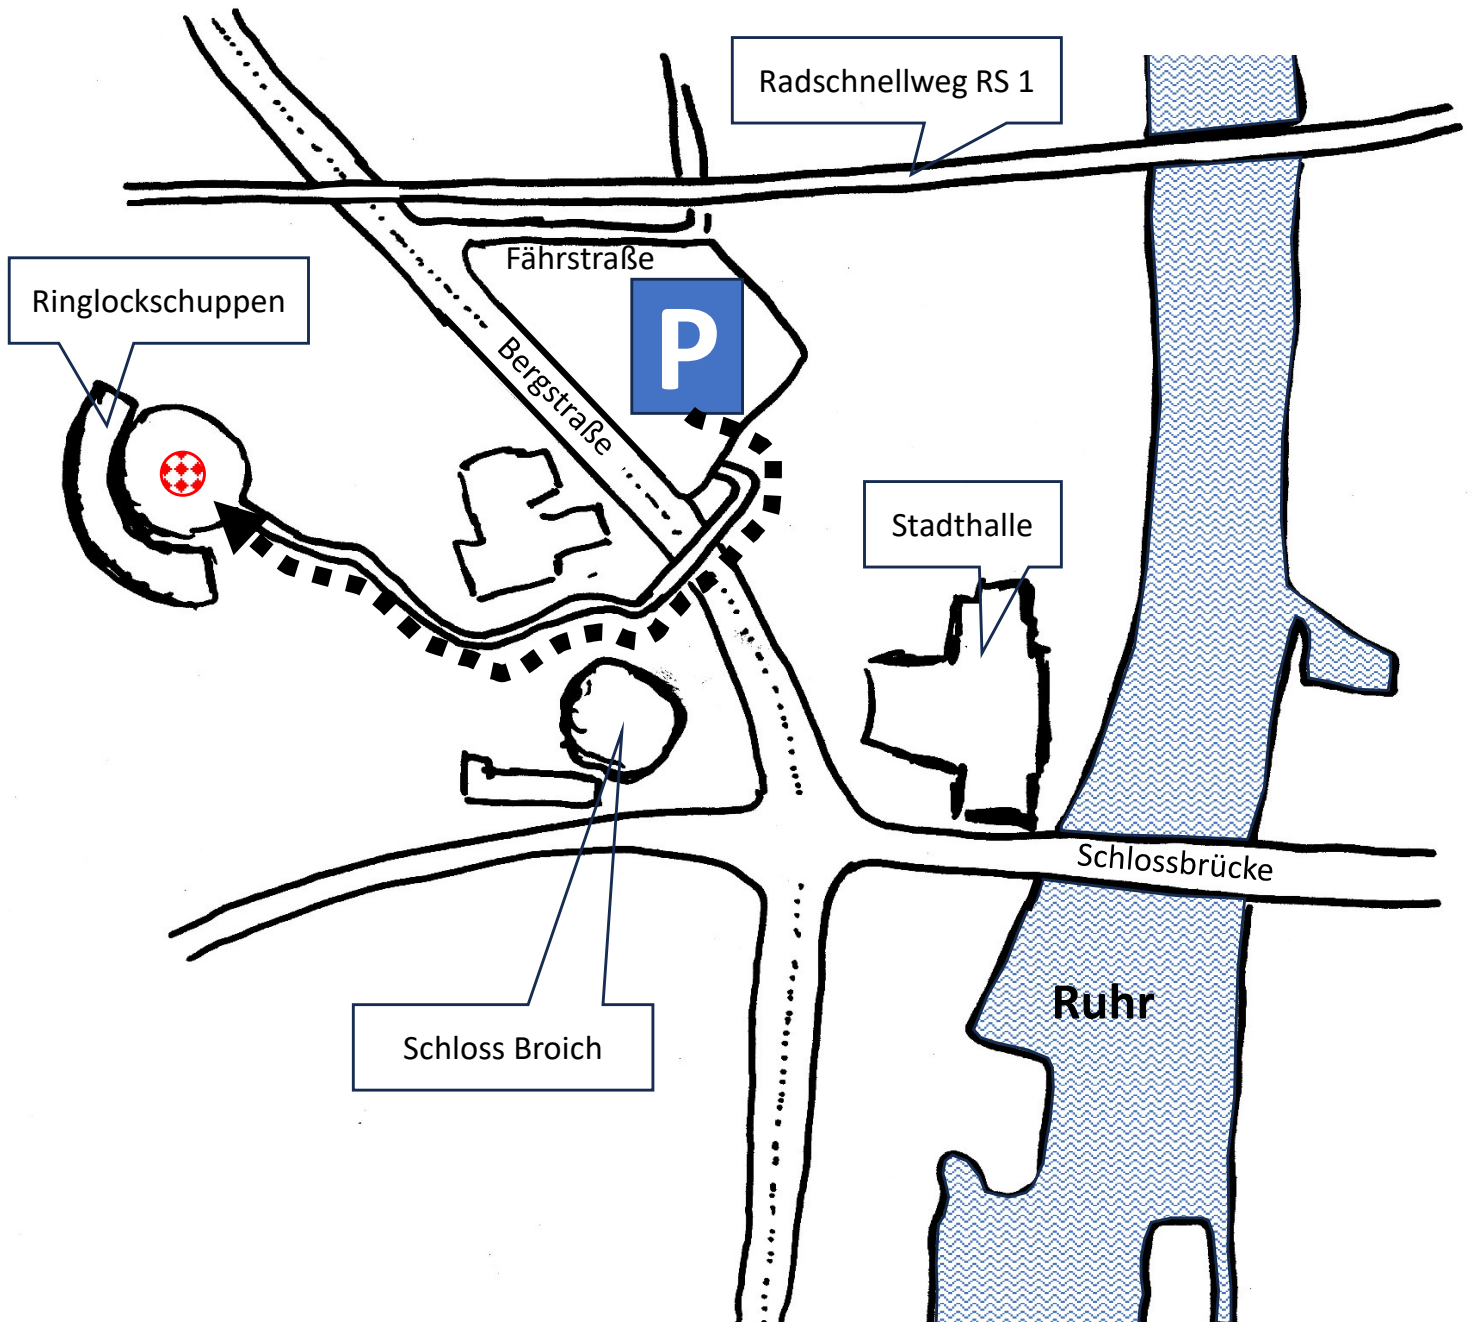 Radschnellweg RS 1
Fährstraße
Ringlockschuppen
P
Bergstraße
Stadthalle
Schlossbrücke
Ruhr
Schloss Broich